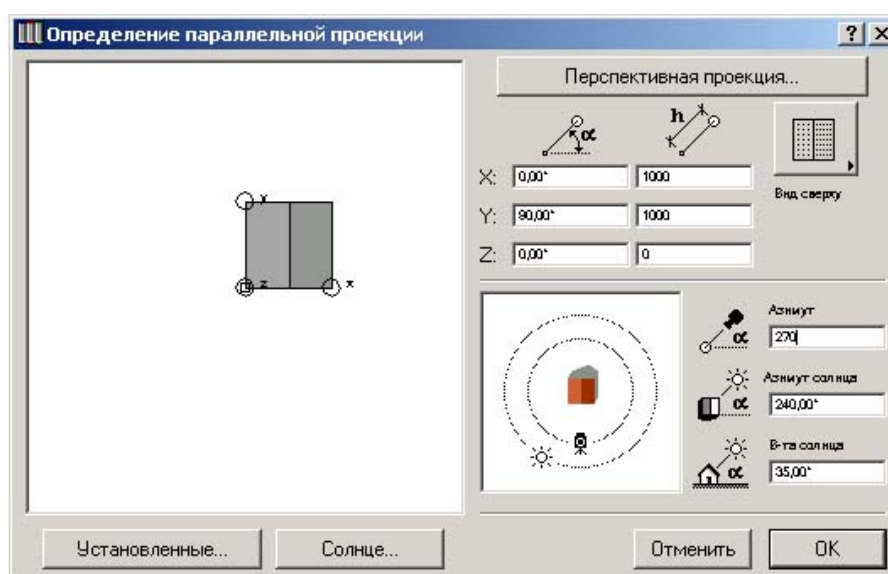 Определение параллельной проекции
Перспективная проекция...
α
h
X: 0,00° 1000
Y: 90,00° 1000
Z: 0,00° 0
Вид сверху
x
z
x
Азимут
α 270
Азимут солнца
α 240,00°
В-та солнца
α 35,00°
Установленные...
Солнце...
Отменить
OK